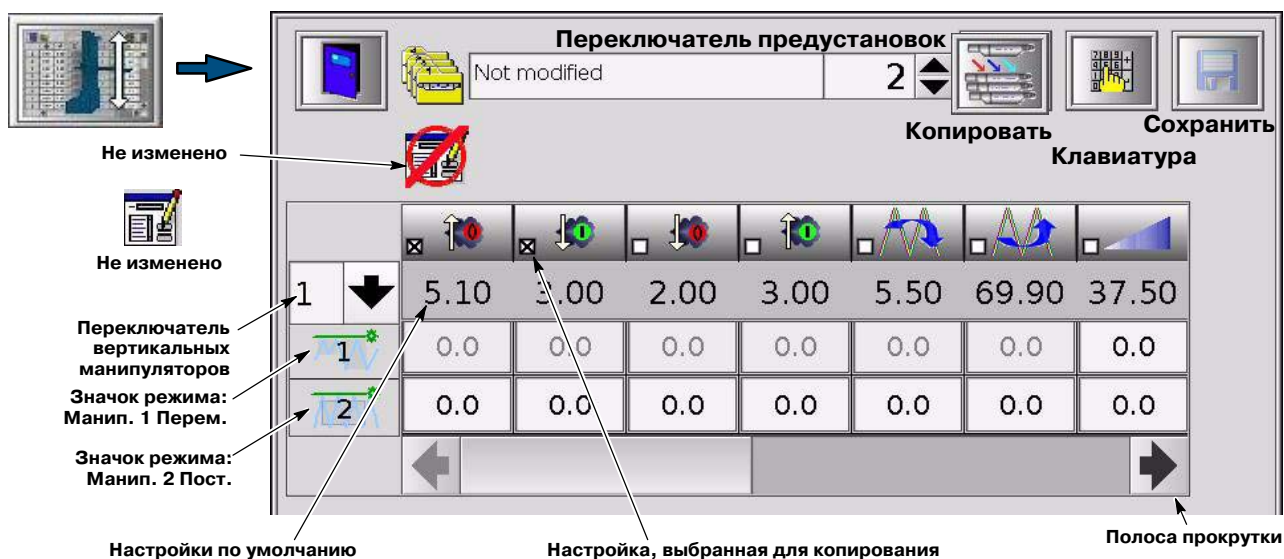 Переключатель предустановок
Not modified
2
Копировать
Клавиатура
Сохранить
Не изменено
Не изменено
1
5.10 3.00 2.00 3.00 5.50 69.90 37.50
Переключатель
вертикальных
манипуляторов
1
0.0 0.0 0.0 0.0 0.0 0.0 0.0
Значок режима:
Манип. 1 Перем.
2
0.0 0.0 0.0 0.0 0.0 0.0 0.0
Значок режима:
Манип. 2 Пост.
Настройки по умолчанию
Настройка, выбранная для копирования
Полоса прокрутки